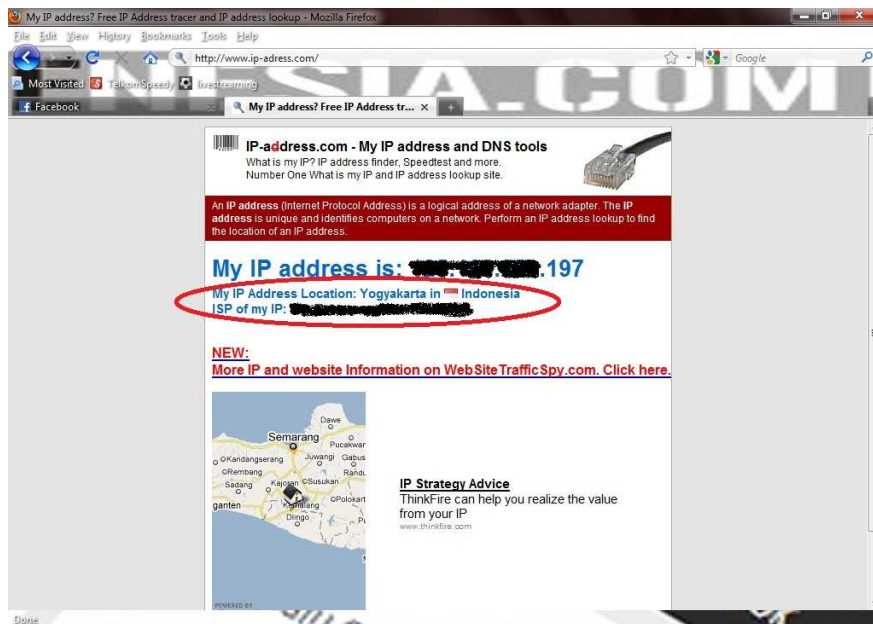 My IP address? Free IP Address tracer and IP address lookup - Mozilla Firefox
File Edit View History Bookmarks Tools Help
http://www.ip-adress.com/
Google
Most Visited TelkomSpeedy livestreaming
ENESIA.COM
Facebook
My IP address? Free IP Address tr...
IP-adress.com - My IP address and DNS tools
What is my IP? IP address finder, Speedtest and more.
Number One What is my IP and IP address lookup site.
An IP address (Internet Protocol Address) is a logical address of a network adapter. The IP
address is unique and identifies computers on a network. Perform an IP address lookup to find
the location of an IP address.
My IP address is: .197
My IP Address Location: Yogyakarta in Indonesia
ISP of my IP:
NEW:
More IP and website Information on WebSiteTrafficSpy.com. Click here.
Dawe
Semarang
Pucakwar
Kandangserang Juwangi Gabus
Rembang Randu
Sadang Kajoran Susukan
Polokart
ganten
Dlingo
IP Strategy Advice
ThinkFire can help you realize the value
from your IP
www.thinkfire.com
POWERED BY
Done